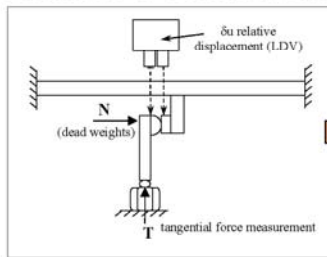 δu relative
displacement (LDV)
N
(dead weights)
T
tangential force measurement